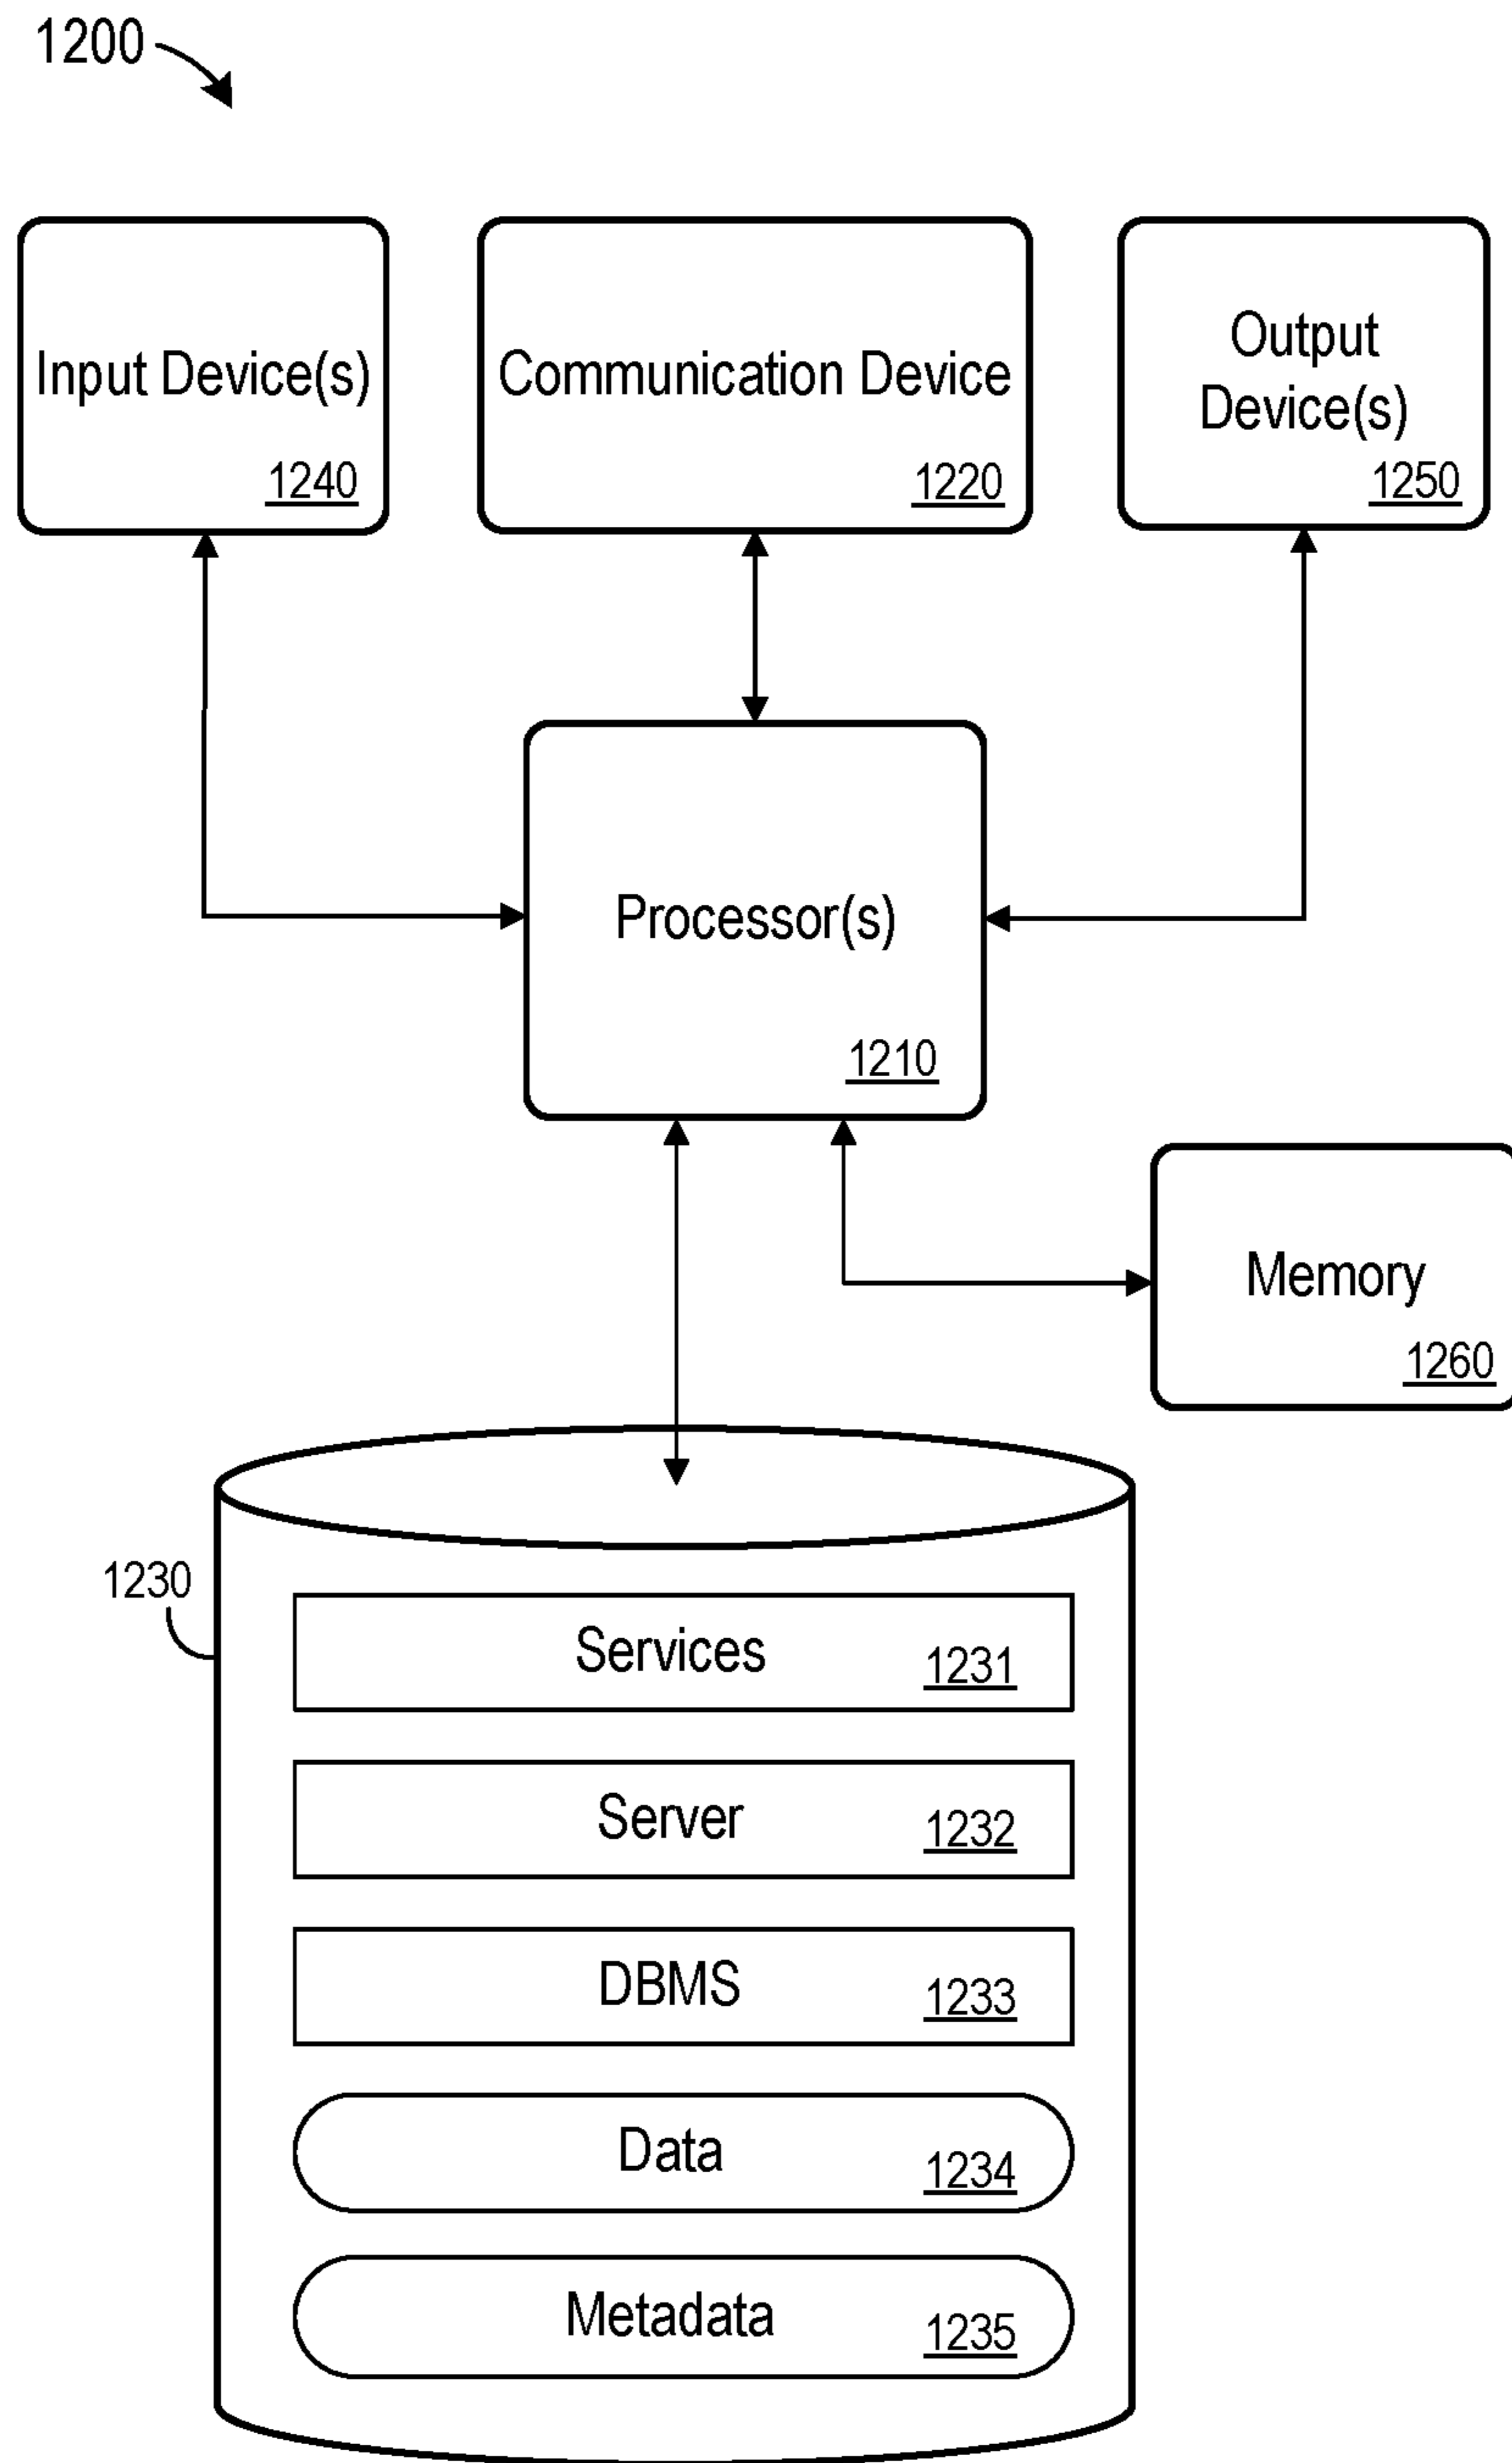 1200
Input Device(s)
1240
Communication Device
1220
Output
Device(s)
1250
Processor(s)
1210
Memory
1260
1230
Services
1231
Server
1232
DBMS
1233
Data
1234
Metadata
1235